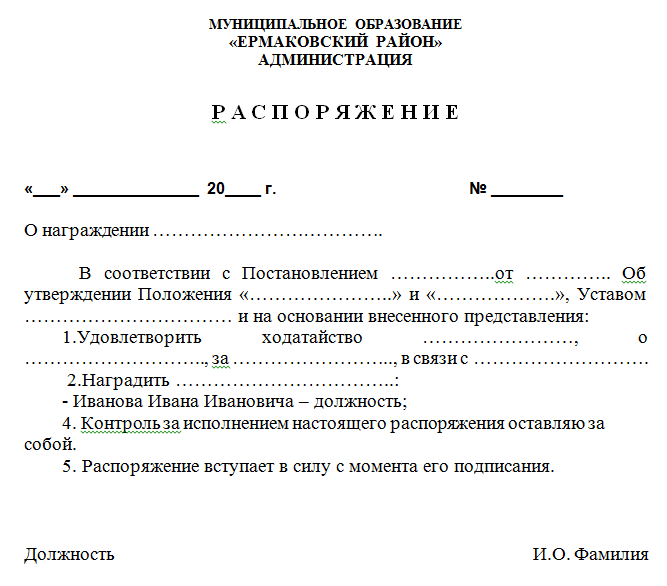 МУНИЦИПАЛЬНОЕ ОБРАЗОВАНИЕ
«ЕРМАКОВСКИЙ РАЙОН»
АДМИНИСТРАЦИЯ
Р А С П О Р Я Ж Е Н И Е
«___» ______________ 20____ г. № ________
О награждении ……………………………….
В соответствии с Постановлением ……………..от ………….. Об
утверждении Положения «…………………..» и «……………….», Уставом
…………………………… и на основании внесенного представления:
1.Удовлетворить ходатайство ……………………, о
……………………….., за ……………………..., в связи с ……………………….
2.Наградить ……………………………..:
- Иванова Ивана Ивановича – должность;
4. Контроль за исполнением настоящего распоряжения оставляю за
собой.
5. Распоряжение вступает в силу с момента его подписания.
Должность И.О. Фамилия